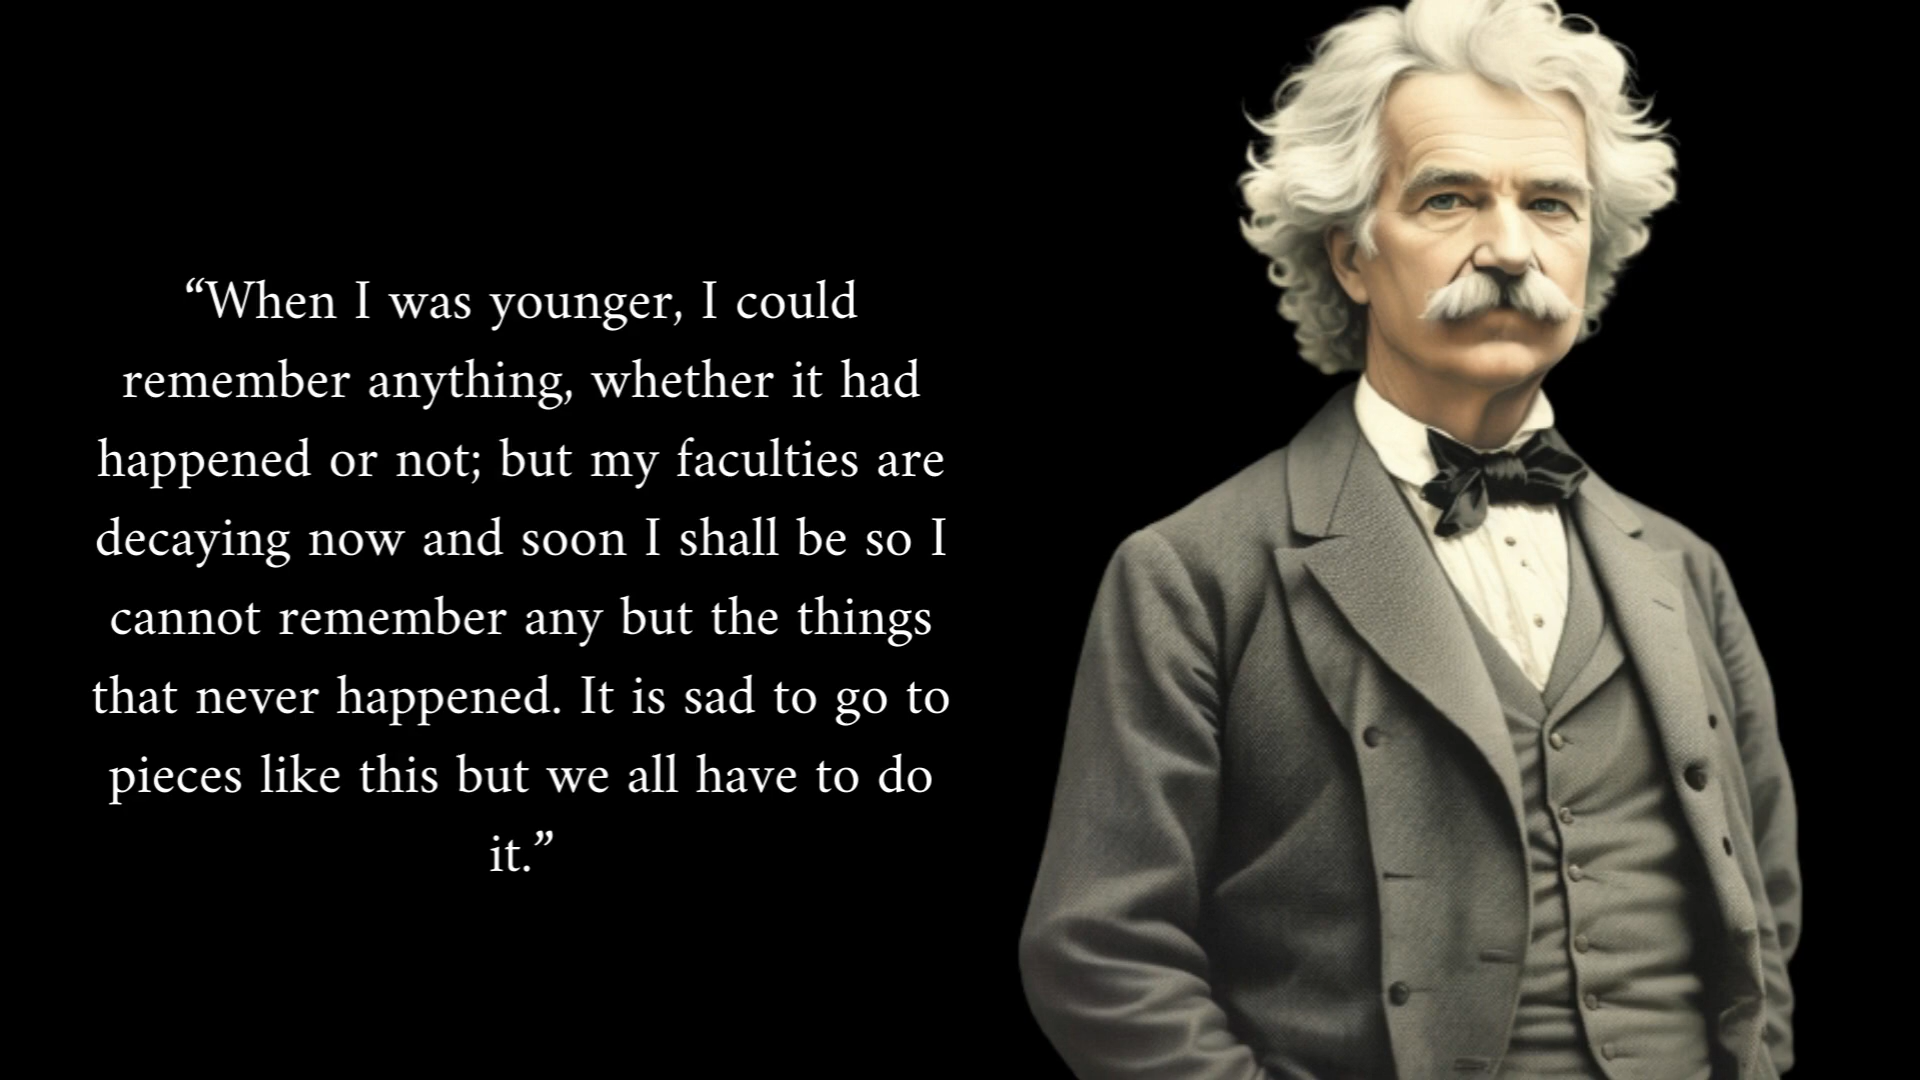 “When I was younger, I could
remember anything, whether it had
happened or not; but my faculties are
decaying now and soon I shall be so I
cannot remember any but the things
that never happened. It is sad to go to
pieces like this but we all have to do
it.”